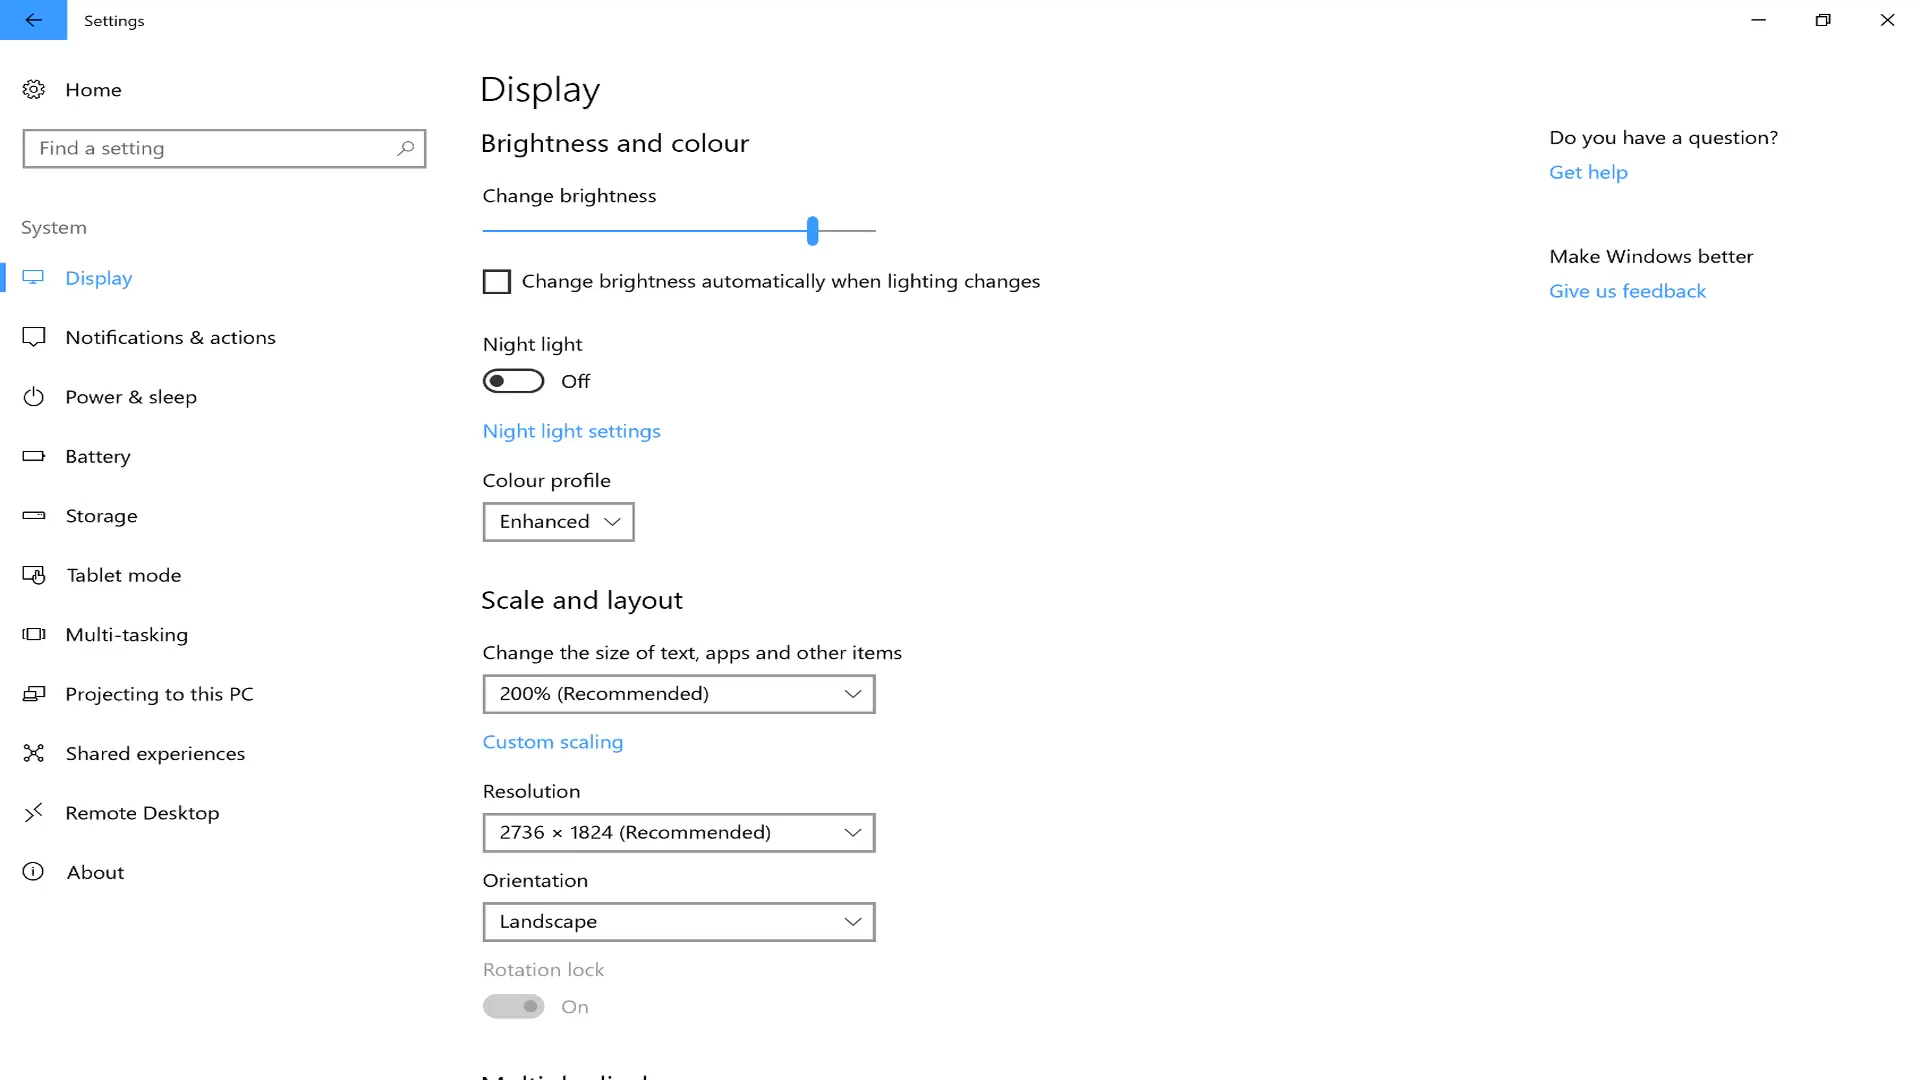 Settings
Home
Find a setting
System
Display
Notifications & actions
Power & sleep
Battery
Storage
Tablet mode
Multi-tasking
Projecting to this PC
Shared experiences
Remote Desktop
About
Display
Brightness and colour
Change brightness
Change brightness automatically when lighting changes
Night light
Off
Night light settings
Colour profile
Enhanced
Scale and layout
Change the size of text, apps and other items
200% (Recommended)
Custom scaling
Resolution
2736 × 1824 (Recommended)
Orientation
Landscape
Rotation lock
On
Do you have a question?
Get help
Make Windows better
Give us feedback